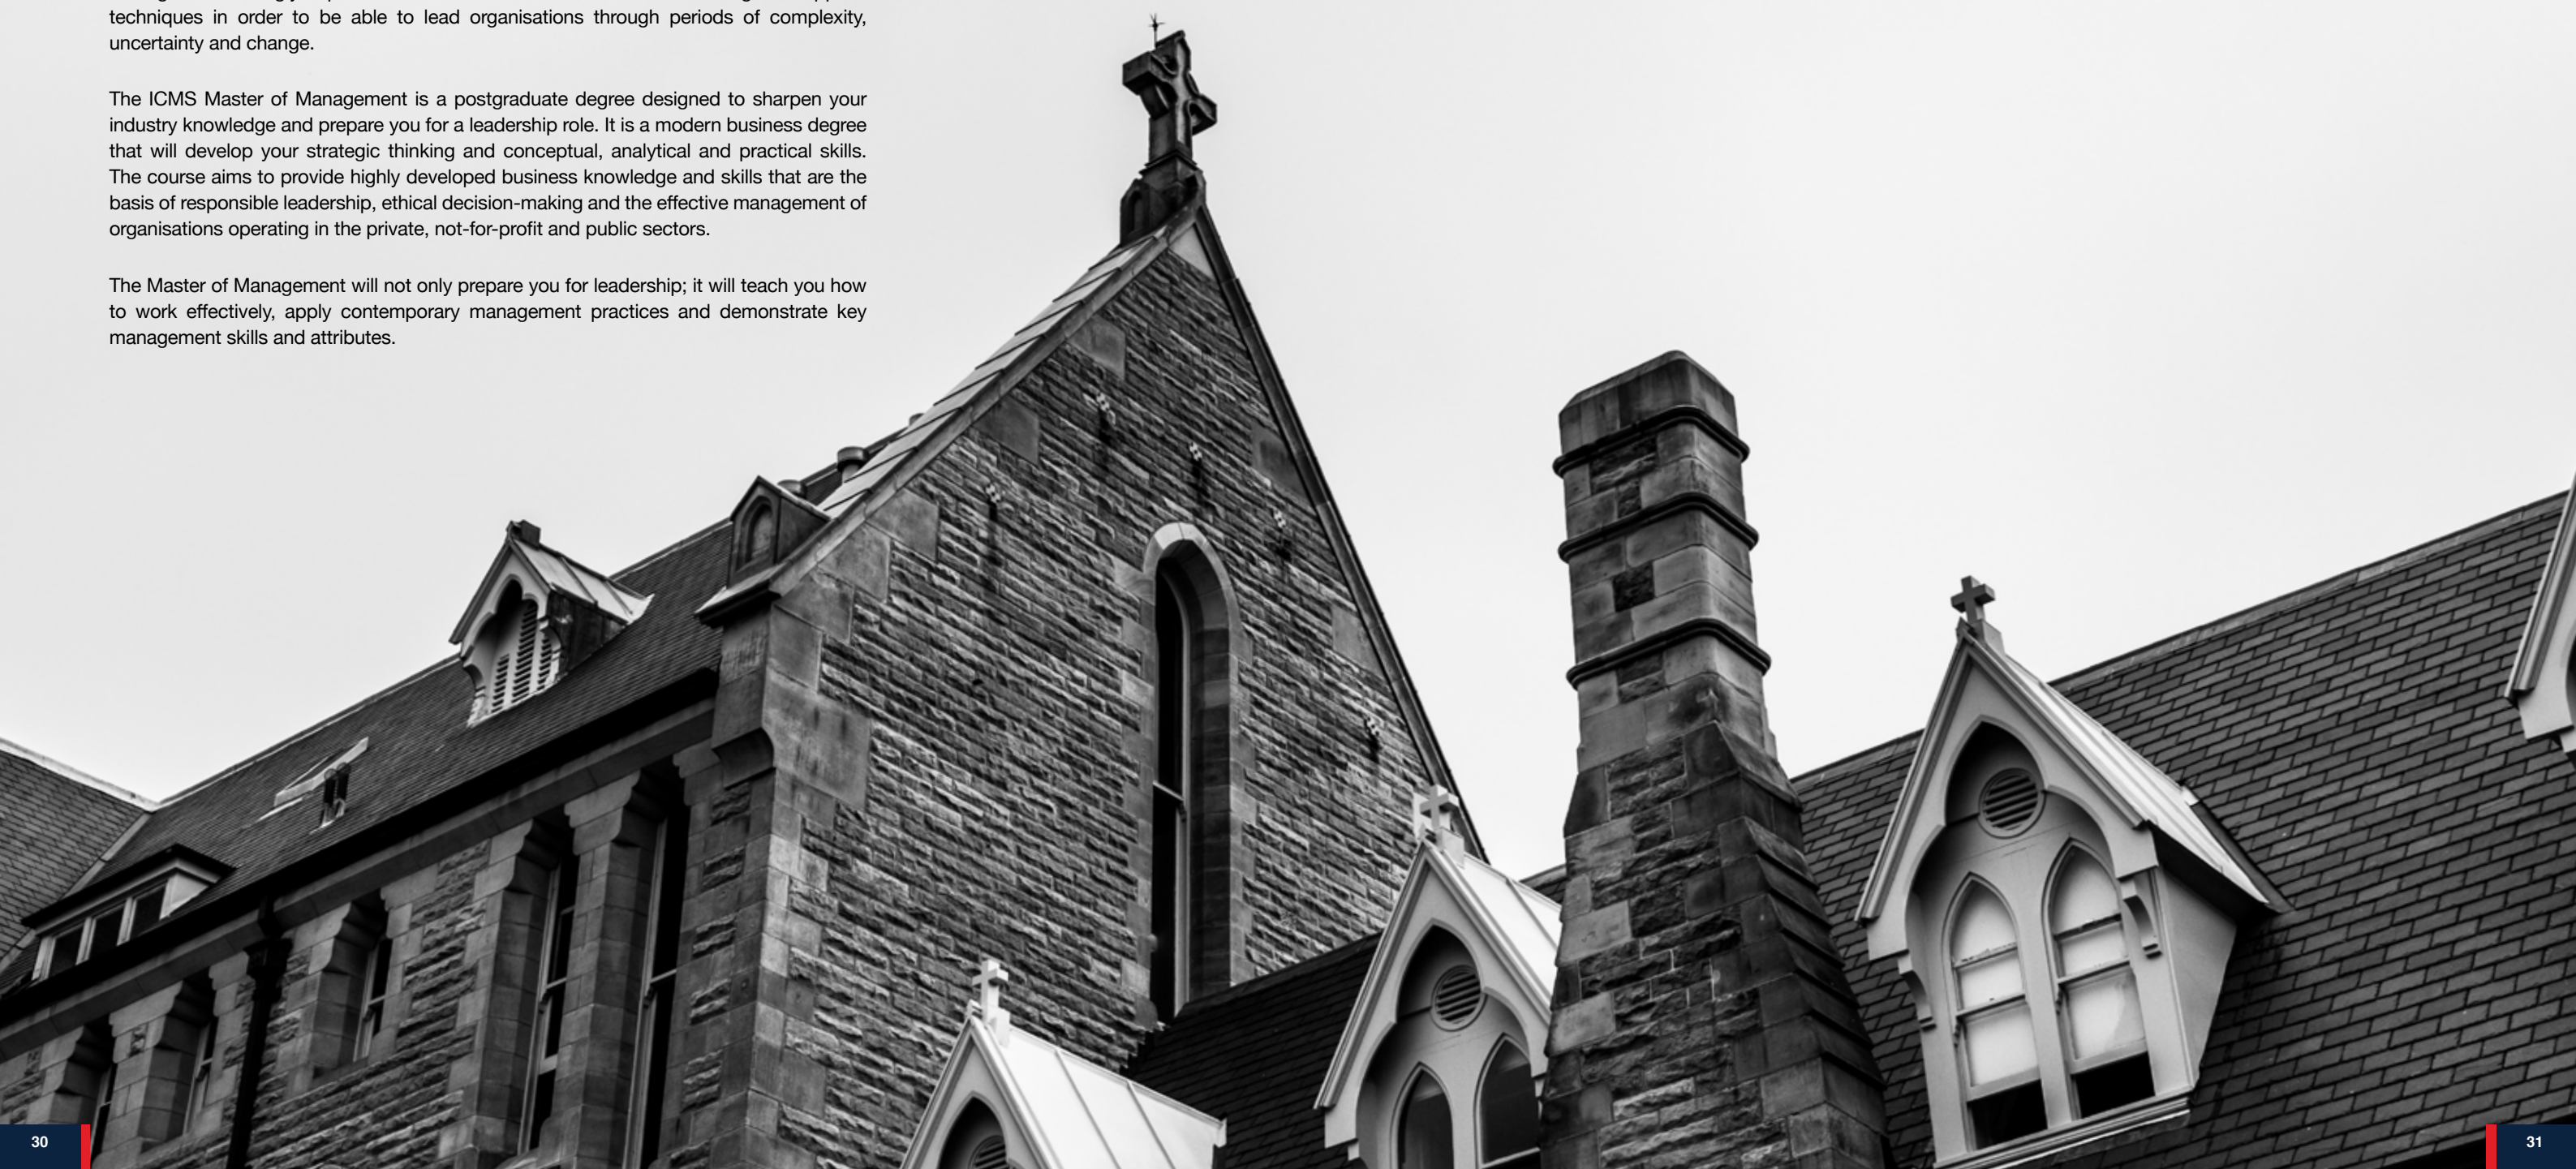 techniques in order to be able to lead organisations through periods of complexity,
uncertainty and change.
The ICMS Master of Management is a postgraduate degree designed to sharpen your
industry knowledge and prepare you for a leadership role. It is a modern business degree
that will develop your strategic thinking and conceptual, analytical and practical skills.
The course aims to provide highly developed business knowledge and skills that are the
basis of responsible leadership, ethical decision-making and the effective management of
organisations operating in the private, not-for-profit and public sectors.
The Master of Management will not only prepare you for leadership; it will teach you how
to work effectively, apply contemporary management practices and demonstrate key
management skills and attributes.
30
31